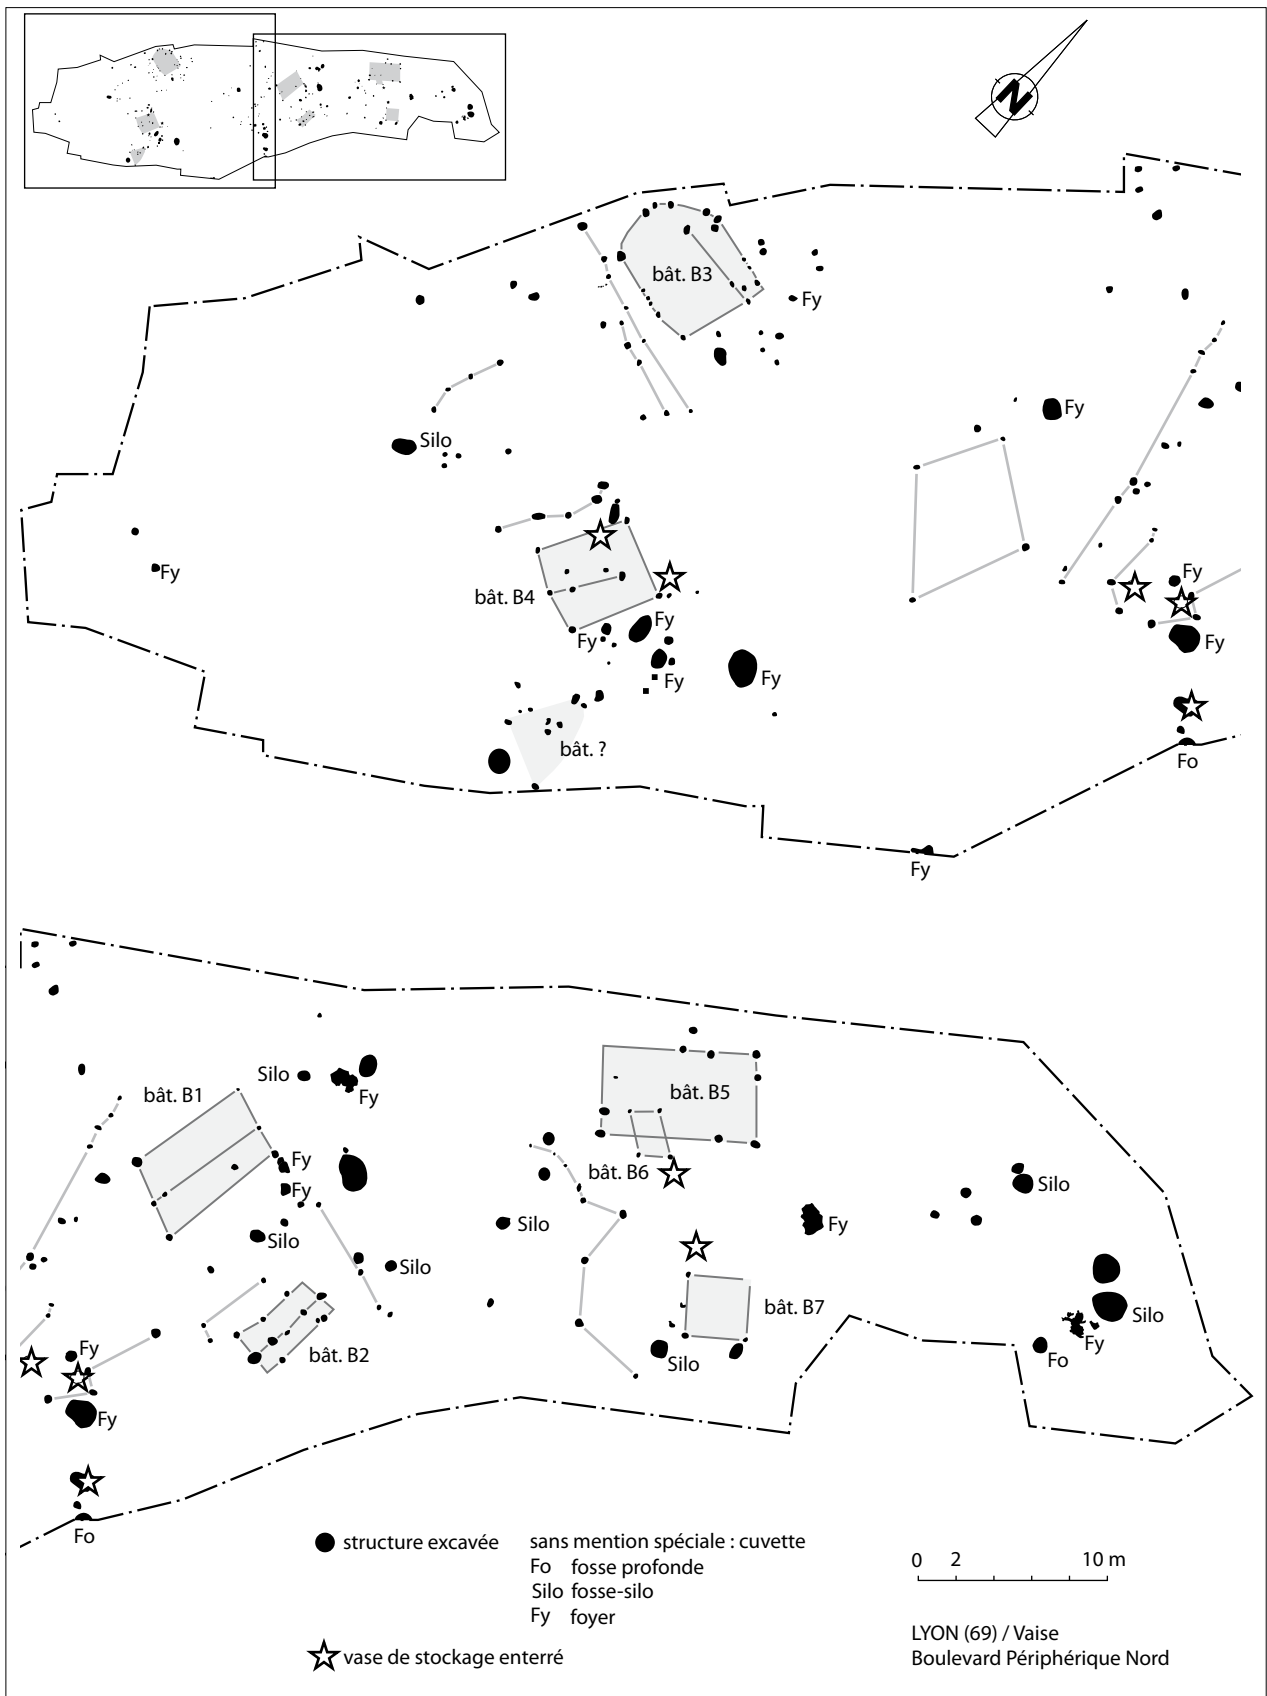 N
bât. B3
Fy
Fy
Silo
Fy
bât. B4
Fy
Fy
Fy
Fy
Fy
Fy
bât. ?
Fo
Fy
Silo
bât. B1
Fy
bât. B5
Fy
bât. B6
Fy
Silo
Silo
Silo
Fy
Silo
bât. B7
Silo
Fy
bât. B2
Silo
Fo
Fy
Fy
Fo
structure excavée
sans mention spéciale : cuvette
Fo fosse profonde
Silo fosse-silo
Fy foyer
vase de stockage enterré
0 2 10 m
LYON (69) / Vaise
Boulevard Périphérique Nord